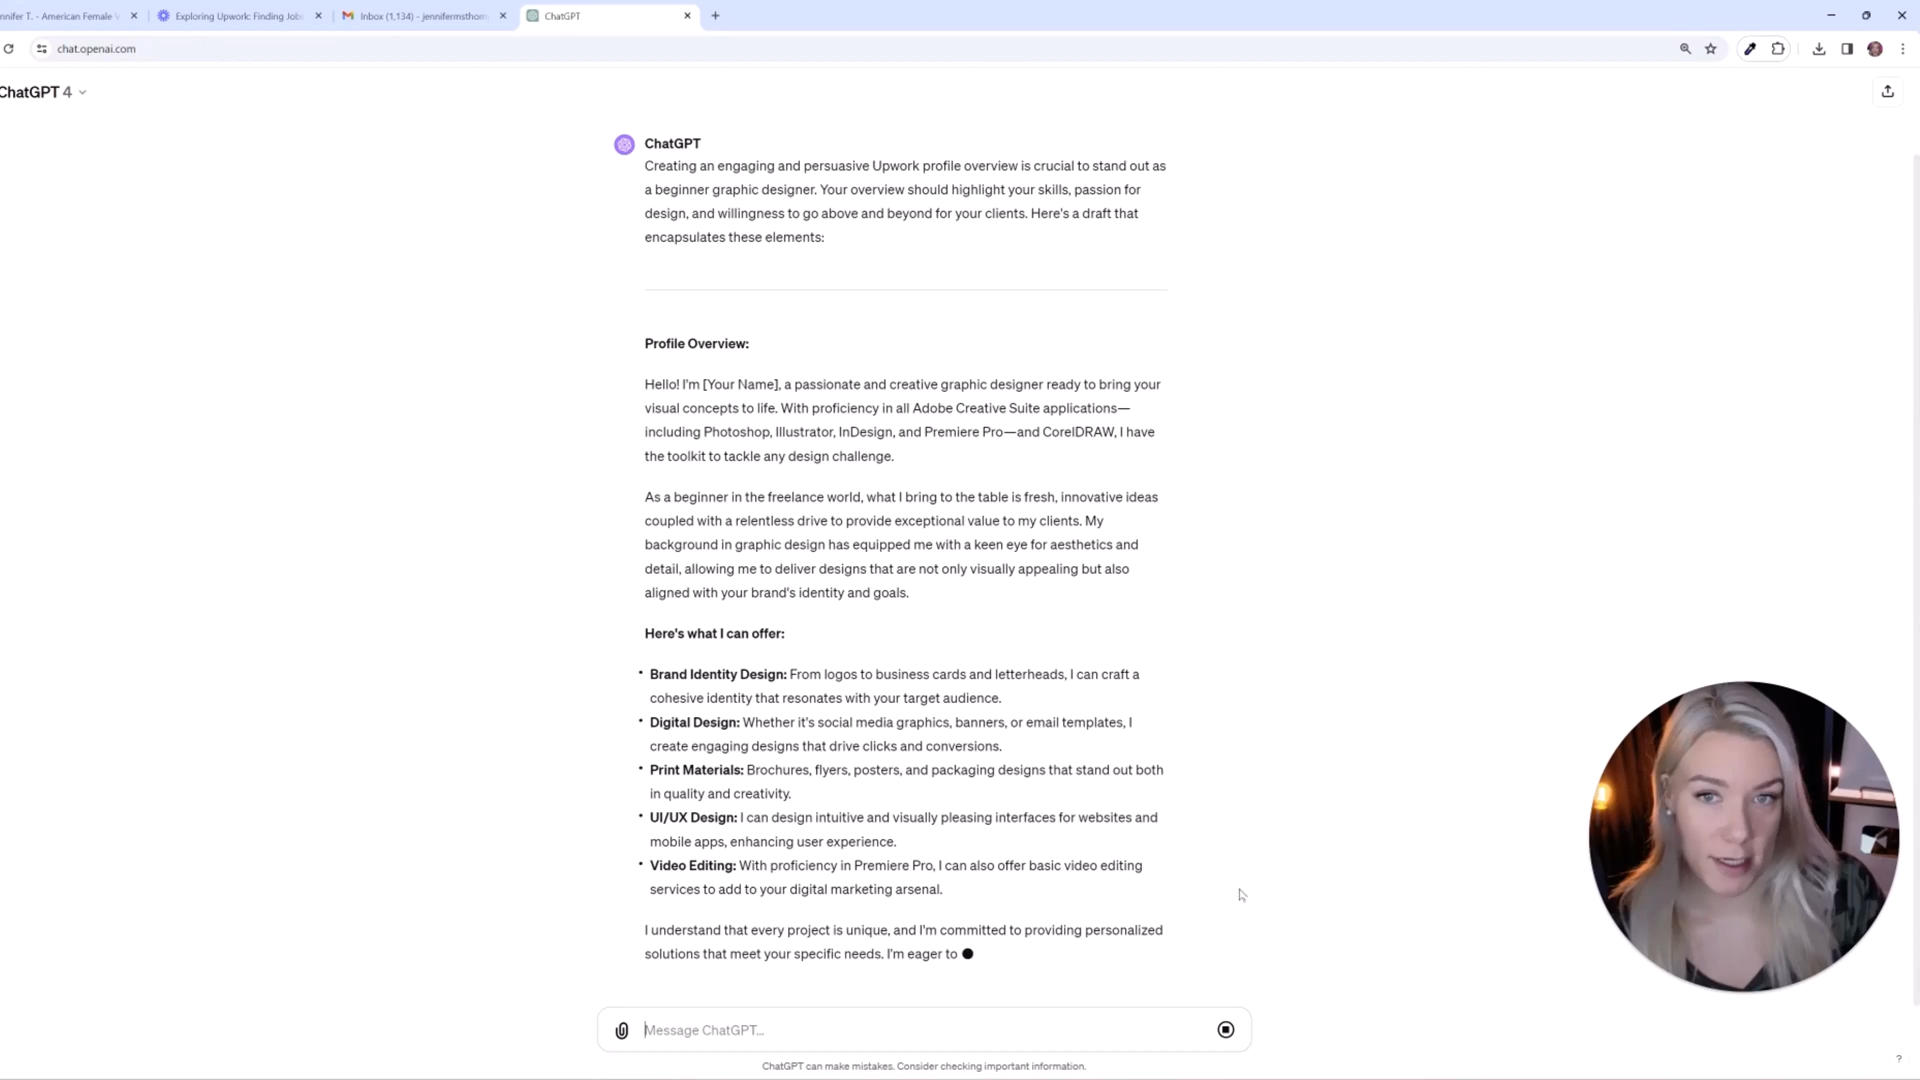 nnifer T. - American Female V
Exploring Upwork: Finding Jobs
Inbox (1,134) - jennifermsthom
ChatGPT
chat.openai.com
ChatGPT 4
ChatGPT
Creating an engaging and persuasive Upwork profile overview is crucial to stand out as
a beginner graphic designer. Your overview should highlight your skills, passion for
design, and willingness to go above and beyond for your clients. Here's a draft that
encapsulates these elements:
Profile Overview:
Hello! I'm [Your Name], a passionate and creative graphic designer ready to bring your
visual concepts to life. With proficiency in all Adobe Creative Suite applications—
including Photoshop, Illustrator, InDesign, and Premiere Pro—and CorelDRAW, I have
the toolkit to tackle any design challenge.
As a beginner in the freelance world, what I bring to the table is fresh, innovative ideas
coupled with a relentless drive to provide exceptional value to my clients. My
background in graphic design has equipped me with a keen eye for aesthetics and
detail, allowing me to deliver designs that are not only visually appealing but also
aligned with your brand's identity and goals.
Here's what I can offer:
• Brand Identity Design: From logos to business cards and letterheads, I can craft a
cohesive identity that resonates with your target audience.
• Digital Design: Whether it's social media graphics, banners, or email templates, I
create engaging designs that drive clicks and conversions.
• Print Materials: Brochures, flyers, posters, and packaging designs that stand out both
in quality and creativity.
• UI/UX Design: I can design intuitive and visually pleasing interfaces for websites and
mobile apps, enhancing user experience.
• Video Editing: With proficiency in Premiere Pro, I can also offer basic video editing
services to add to your digital marketing arsenal.
I understand that every project is unique, and I'm committed to providing personalized
solutions that meet your specific needs. I'm eager to
Message ChatGPT...
ChatGPT can make mistakes. Consider checking important information.
?